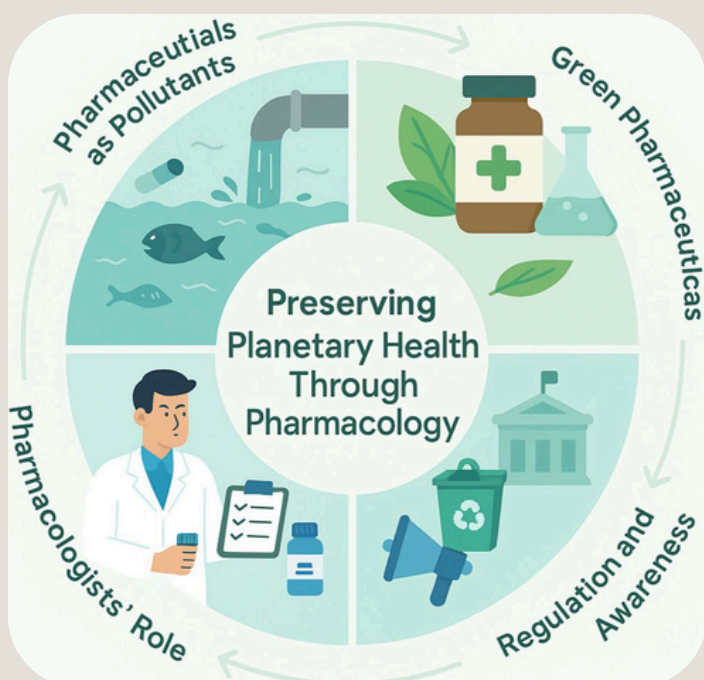 Pharmaceutials
as Pollutants
Green Pharmaceutlcas
Preserving
Planetary Health
Through
Pharmacology
Pharmacologists' Role
Regulation and
Awareness